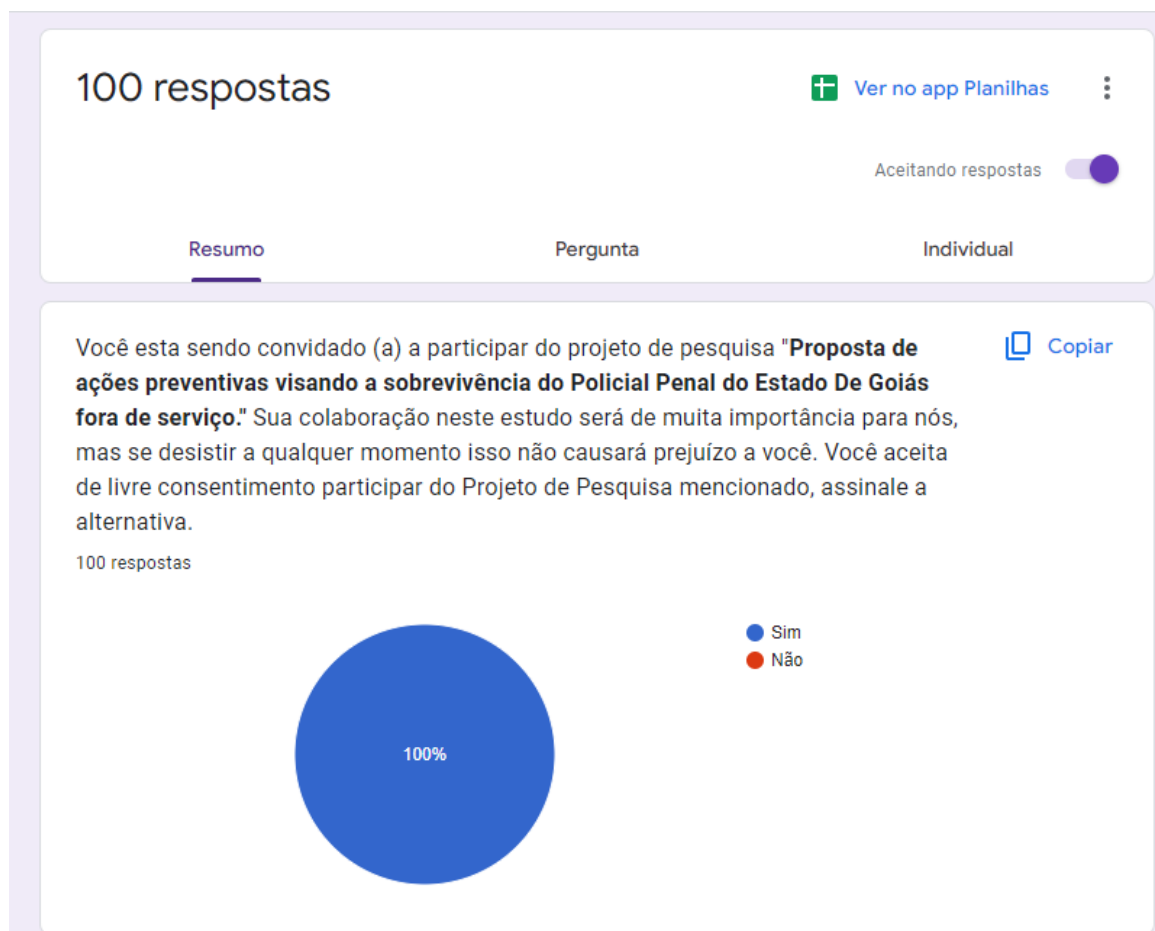 100 respostas
Ver no app Planilhas
Aceitando respostas
Resumo
Pergunta
Individual
Você esta sendo convidado (a) a participar do projeto de pesquisa "Proposta de
ações preventivas visando a sobrevivência do Policial Penal do Estado De Goiás
fora de serviço." Sua colaboração neste estudo será de muita importância para nós,
mas se desistir a qualquer momento isso não causará prejuízo a você. Você aceita
de livre consentimento participar do Projeto de Pesquisa mencionado, assinale a
alternativa.
Copiar
100 respostas
Sim
Não
100%